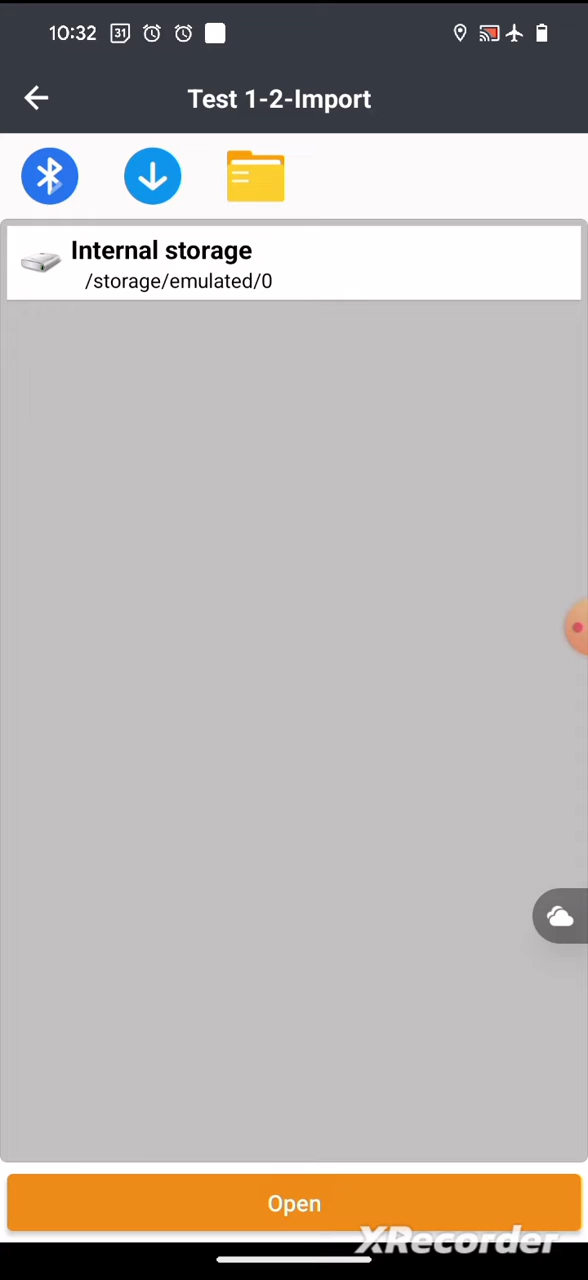 10:32
31
Test 1-2-Import
Internal storage
/storage/emulated/0
Open
XRecorder